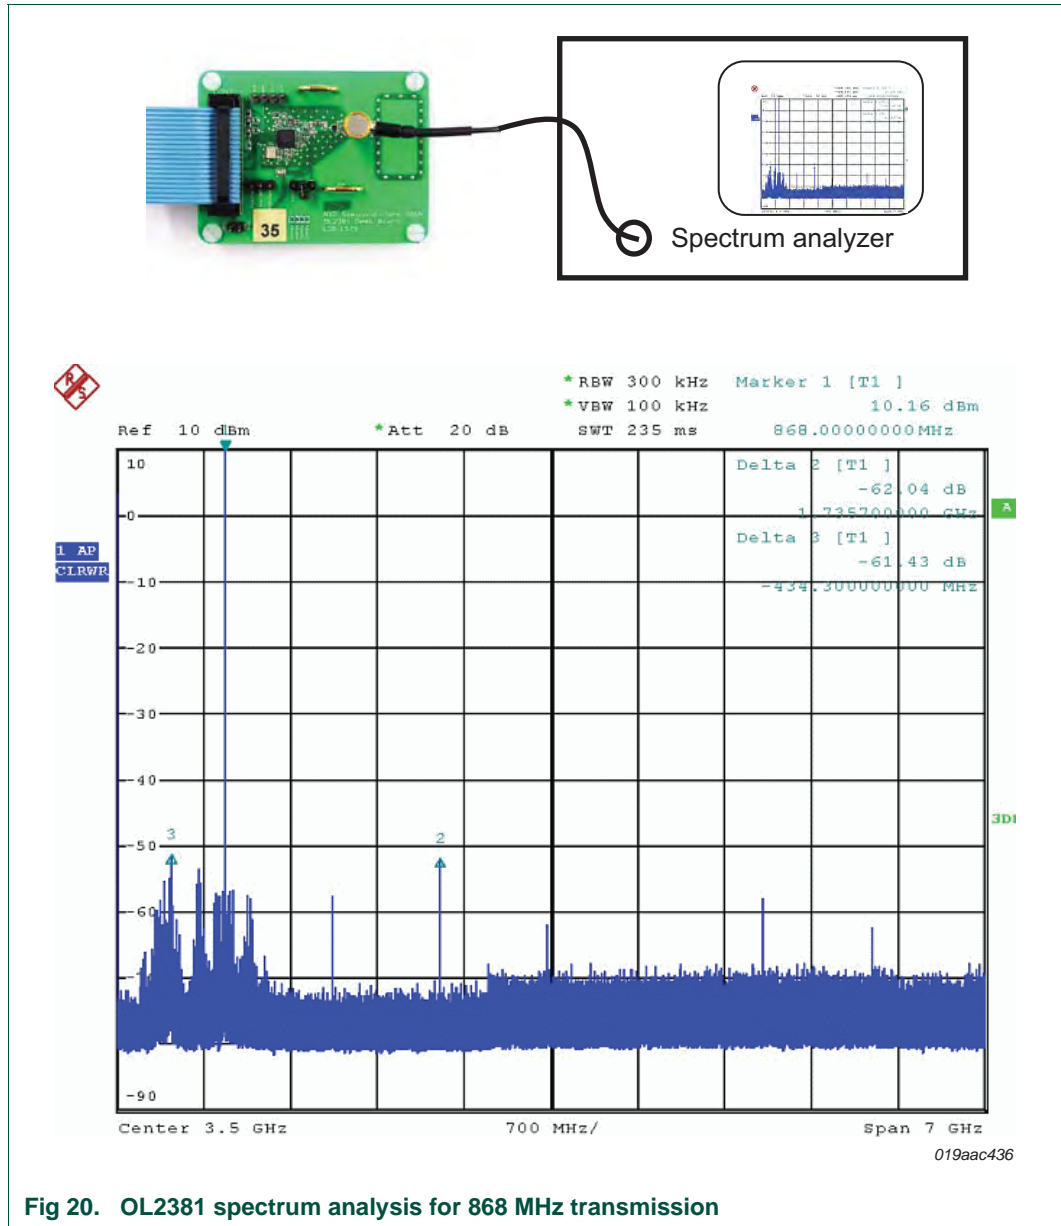 35
Spectrum analyzer
R
S
* RBW 300 kHz
Marker 1 [T1 ]
* VBW 100 kHz
10.16 dBm
Ref 10 dBm
* Att 20 dB
SWT 235 ms
868.00000000 MHz
1
10
Delta 2 [T1 ]
-62.04 dB
1.735700000 GHz
A
0
Delta 3 [T1 ]
1 AP
CLRWR
-61.43 dB
-10
-434.300000000 MHz
-20
-30
-40
3DB
3
2
-50
-60
-90
Center 3.5 GHz
700 MHz/
Span 7 GHz
019aac436
Fig 20. OL2381 spectrum analysis for 868 MHz transmission